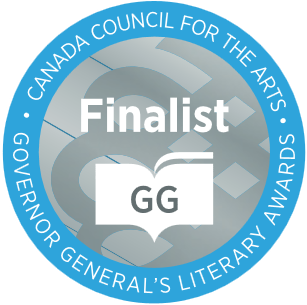 • CANADA COUNCIL FOR THE ARTS •
Finalist
GG
GOVERNOR GENERAL'S LITERARY AWARDS